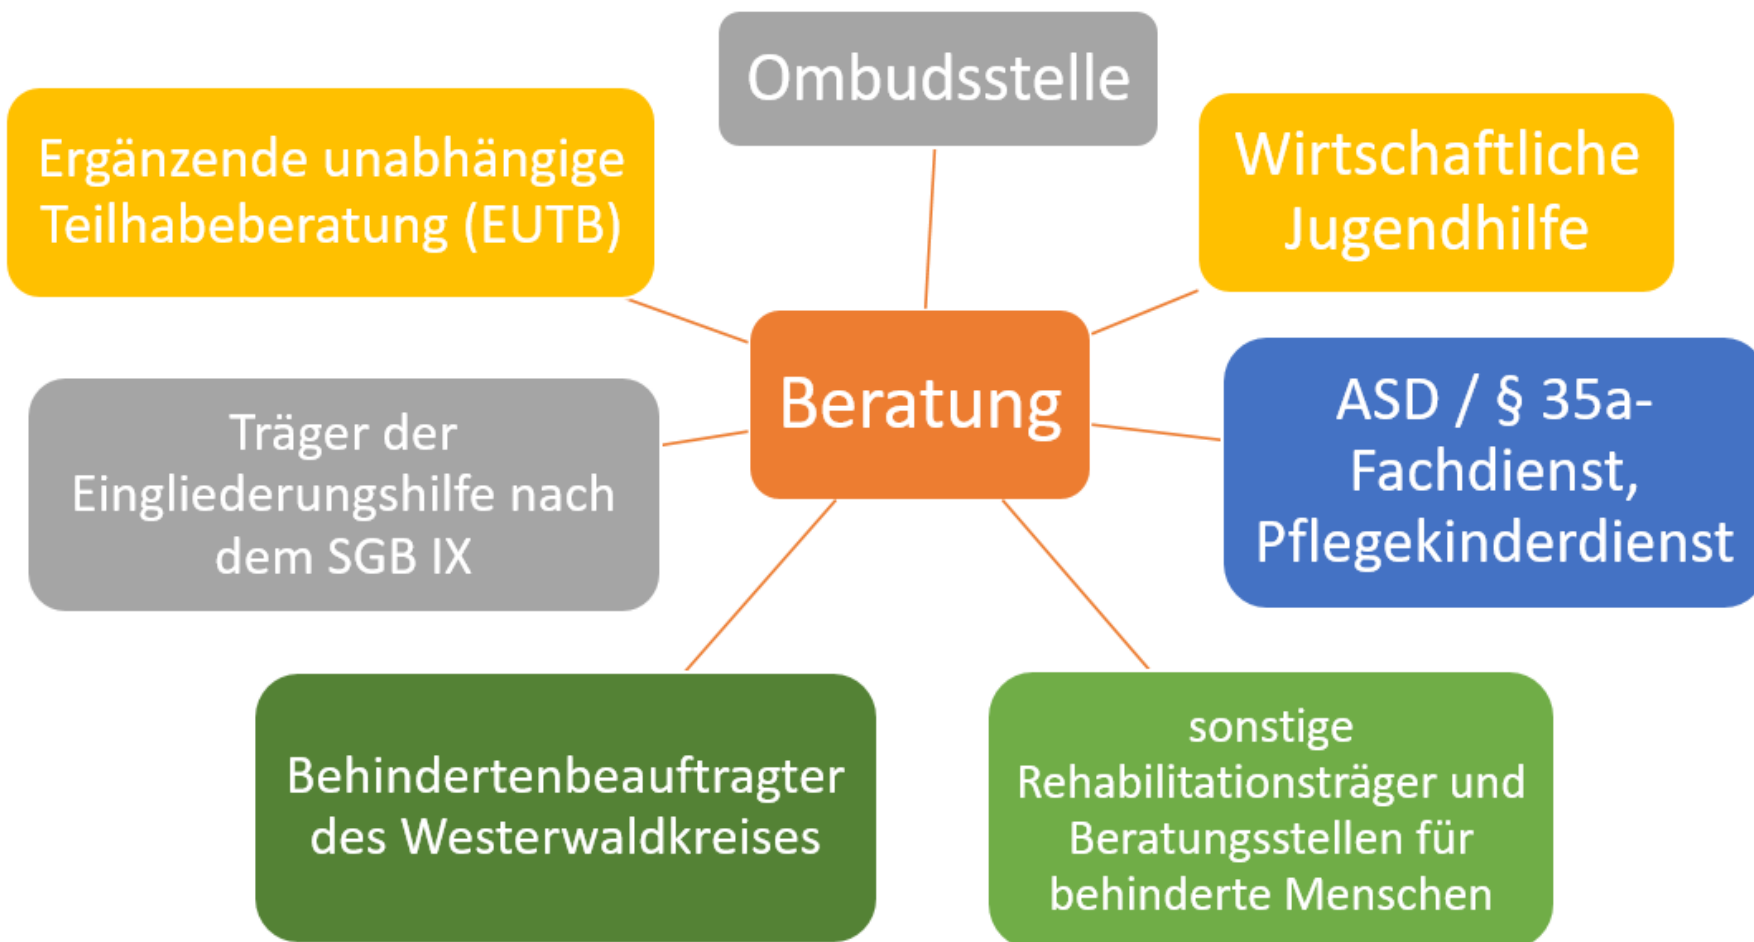 Ombudsstelle
Ergänzende unabhängige
Teilhabeberatung (EUTB)
Wirtschaftliche
Jugendhilfe
Beratung
Träger der
Eingliederungshilfe nach
dem SGB IX
ASD / § 35a-
Fachdienst,
Pflegekinderdienst
Behindertenbeauftragter
des Westerwaldkreises
sonstige
Rehabilitationsträger und
Beratungsstellen für
behinderte Menschen